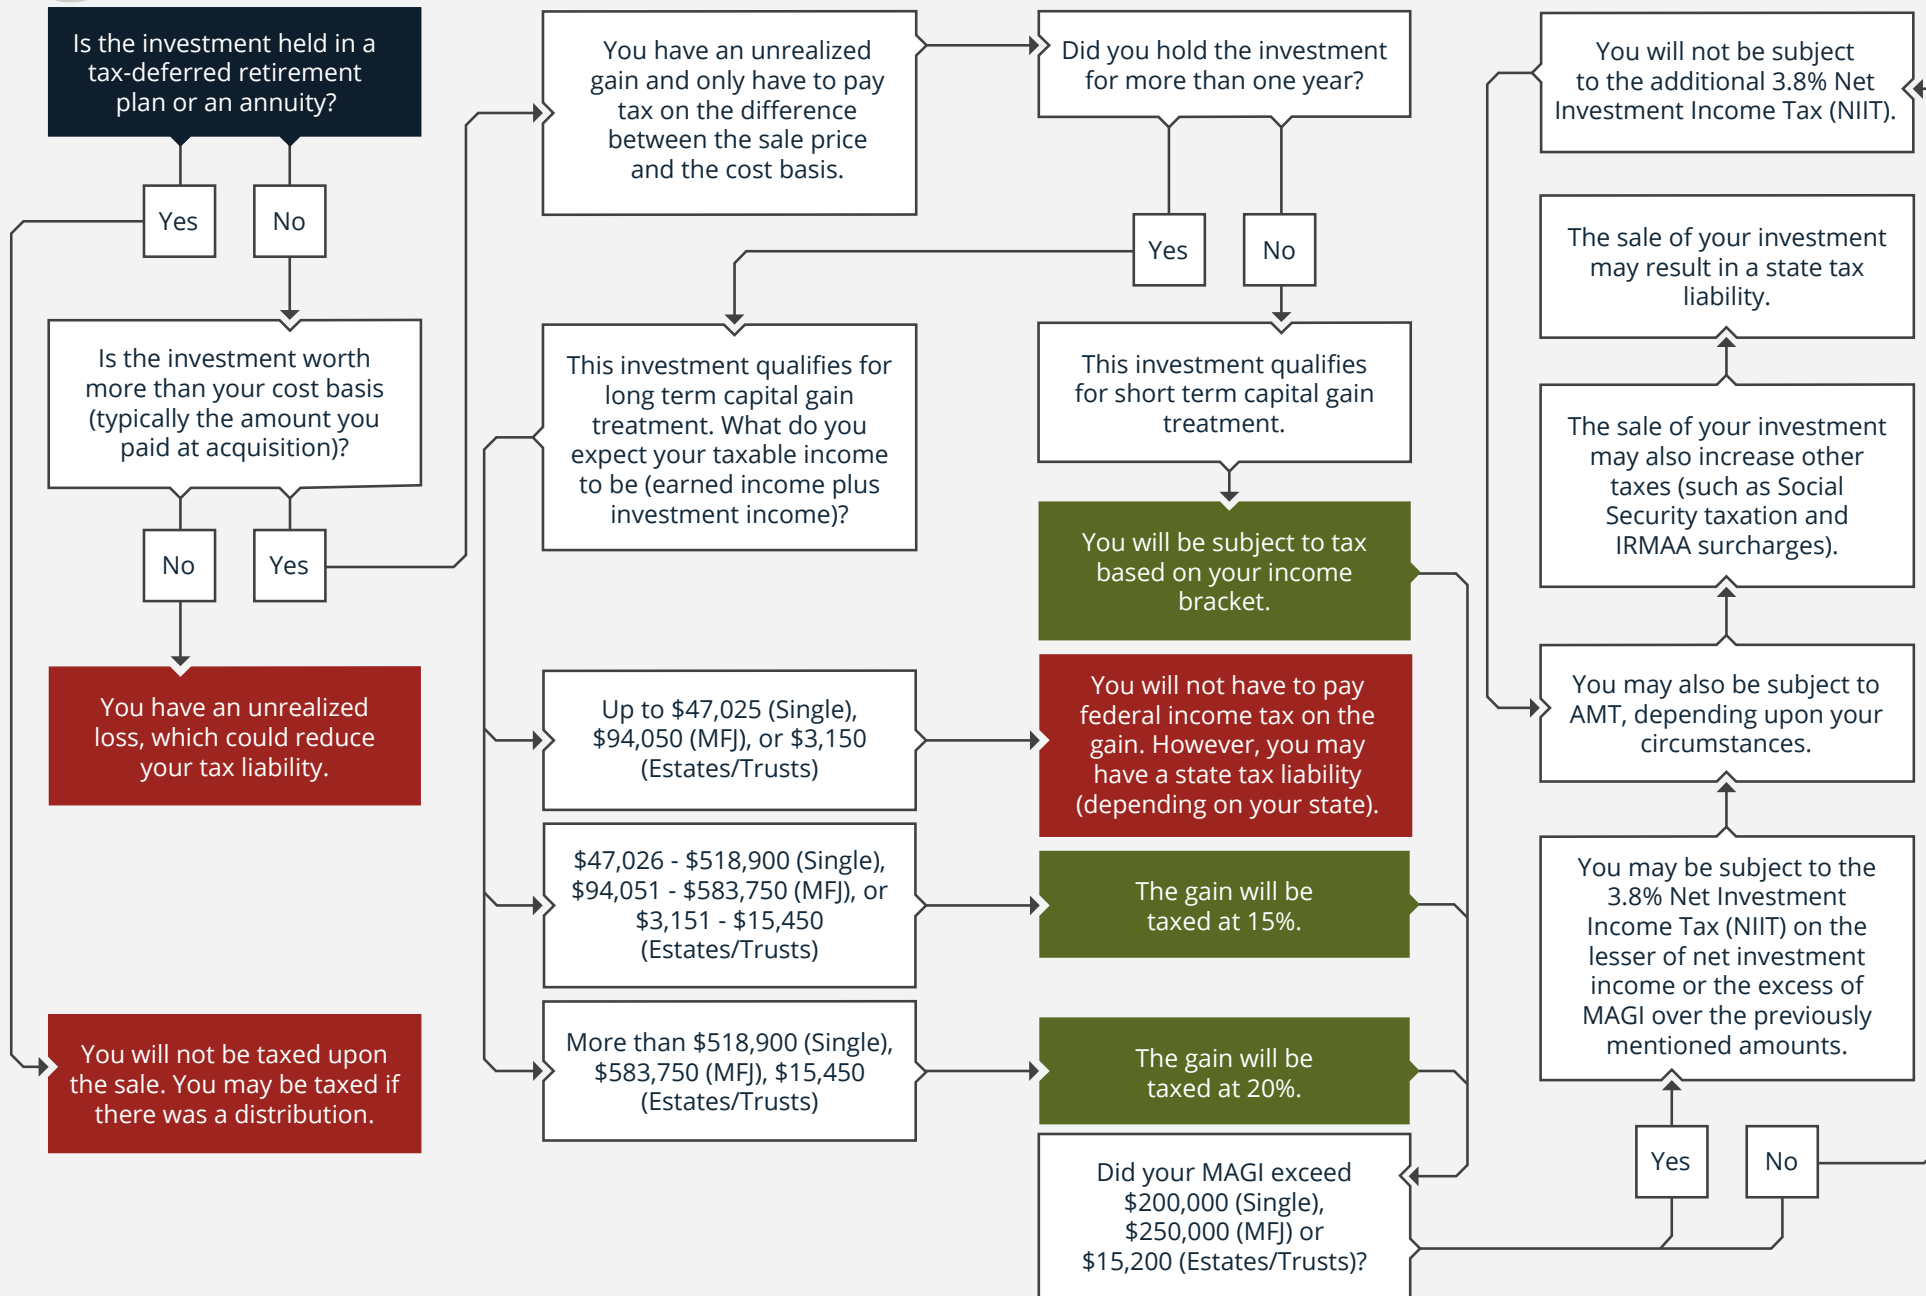 Is the investment held in a
tax-deferred retirement
plan or an annuity?
Yes
No
Is the investment worth
more than your cost basis
(typically the amount you
paid at acquisition)?
No
Yes
You have an unrealized
loss, which could reduce
your tax liability.
You will not be taxed upon
the sale. You may be taxed if
there was a distribution.
You have an unrealized
gain and only have to pay
tax on the difference
between the sale price
and the cost basis.
Did you hold the investment
for more than one year?
Yes
No
This investment qualifies for
long term capital gain
treatment. What do you
expect your taxable income
to be (earned income plus
investment income)?
This investment qualifies
for short term capital gain
treatment.
You will be subject to tax
based on your income
bracket.
Up to $47,025 (Single),
$94,050 (MFJ), or $3,150
(Estates/Trusts)
You will not have to pay
federal income tax on the
gain. However, you may
have a state tax liability
(depending on your state).
$47,026 - $518,900 (Single),
$94,051 - $583,750 (MFJ), or
$3,151 - $15,450
(Estates/Trusts)
The gain will be
taxed at 15%.
More than $518,900 (Single),
$583,750 (MFJ), $15,450
(Estates/Trusts)
The gain will be
taxed at 20%.
Did your MAGI exceed
$200,000 (Single),
$250,000 (MFJ) or
$15,200 (Estates/Trusts)?
Yes
No
You may be subject to the
3.8% Net Investment
Income Tax (NIIT) on the
lesser of net investment
income or the excess of
MAGI over the previously
mentioned amounts.
You will not be subject
to the additional 3.8% Net
Investment Income Tax (NIIT).
You may also be subject to
AMT, depending upon your
circumstances.
The sale of your investment
may also increase other
taxes (such as Social
Security taxation and
IRMAA surcharges).
The sale of your investment
may result in a state tax
liability.